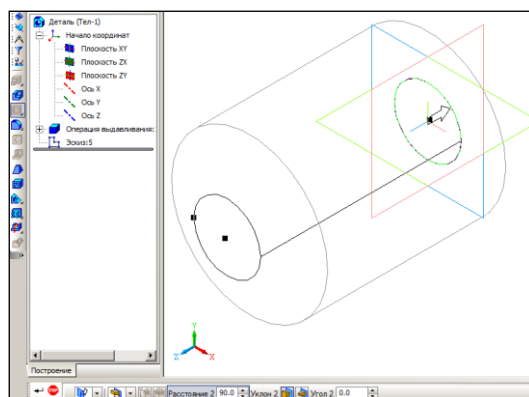 Деталь (Тел-1)
Начало координат
Плоскость XY
Плоскость ZX
Плоскость ZY
Ось X
Ось Y
Ось Z
Операция выдавливания:
Эскиз:5
Y
Z
X
Построение
STOP
Расстояние 2 90.0 Уклон 2 Угол 2 0.0